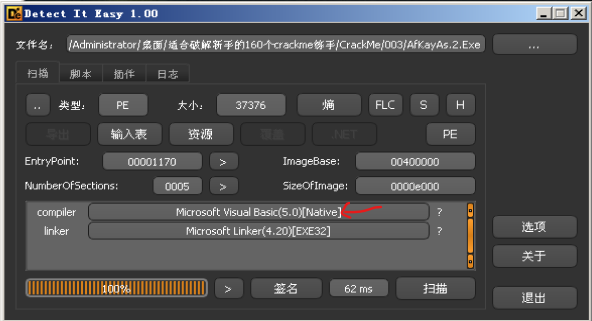 Detect It Easy 1.00
文件名: /Administrator/桌面/适合破解新手的160个crackme练手/CrackMe/003/AfKayAs.2.Exe ...
扫描 脚本 插件 日志
.. 类型: PE 大小: 37376 熵 FLC S H
导出 输入表 资源 覆盖 .NET PE
EntryPoint: 00001170 > ImageBase: 00400000
NumberOfSections: 0005 > SizeOfImage: 0000e000
compiler Microsoft Visual Basic(5.0)[Native] ?
linker Microsoft Linker(4.20)[EXE32] ?
选项
关于
100% > 签名 62 ms 扫描
退出